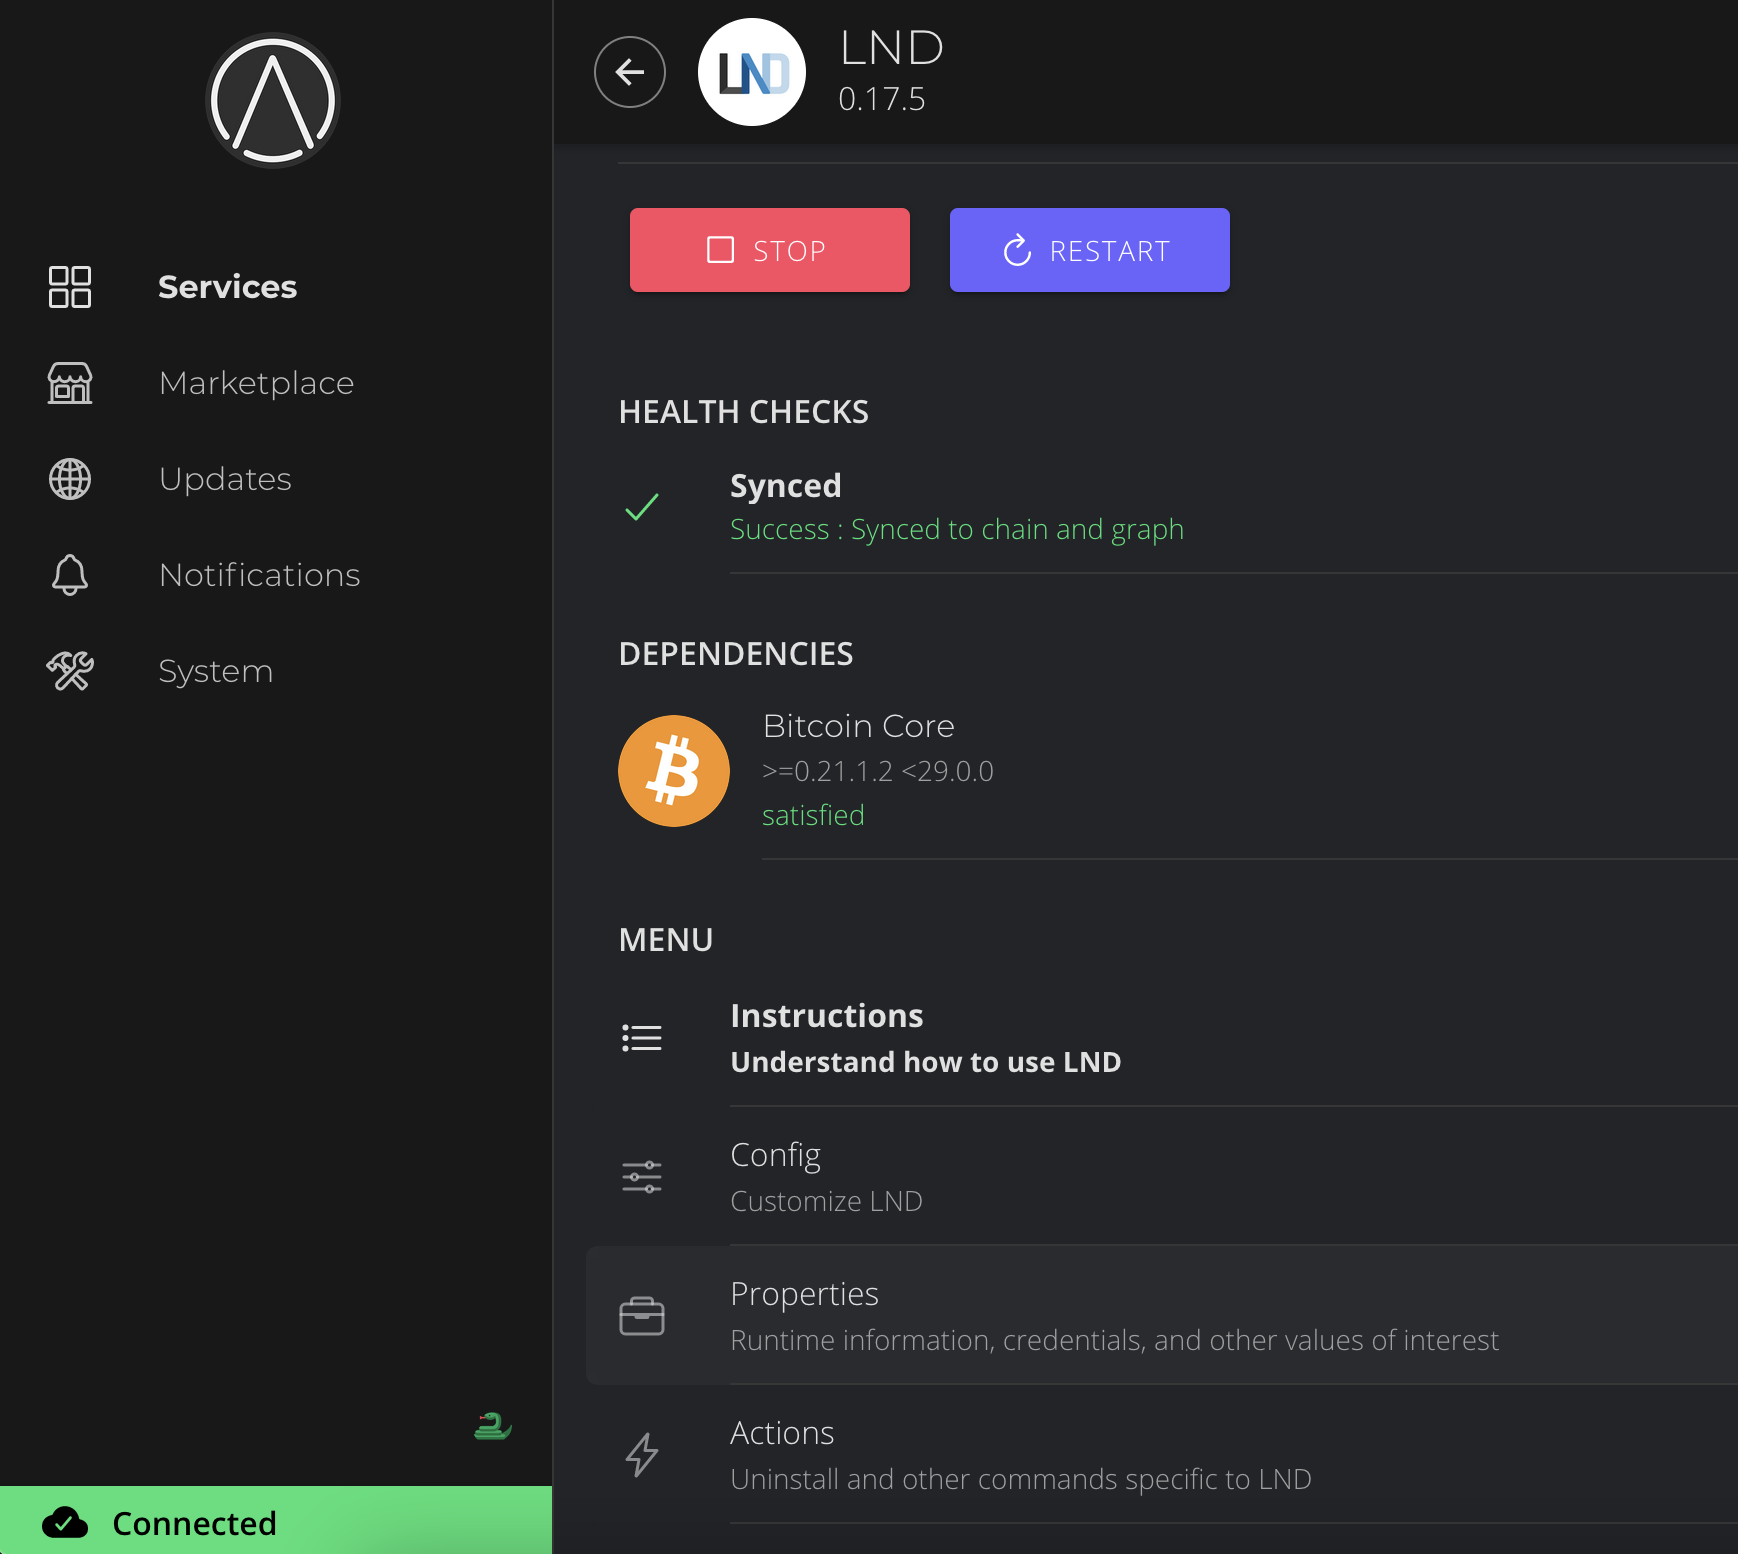 LND
LND
0.17.5
Services
Marketplace
Updates
Notifications
System
Connected
STOP
RESTART
HEALTH CHECKS
Synced
Success : Synced to chain and graph
DEPENDENCIES
Bitcoin Core
>=0.21.1.2 <29.0.0
satisfied
MENU
Instructions
Understand how to use LND
Config
Customize LND
Properties
Runtime information, credentials, and other values of interest
Actions
Uninstall and other commands specific to LND